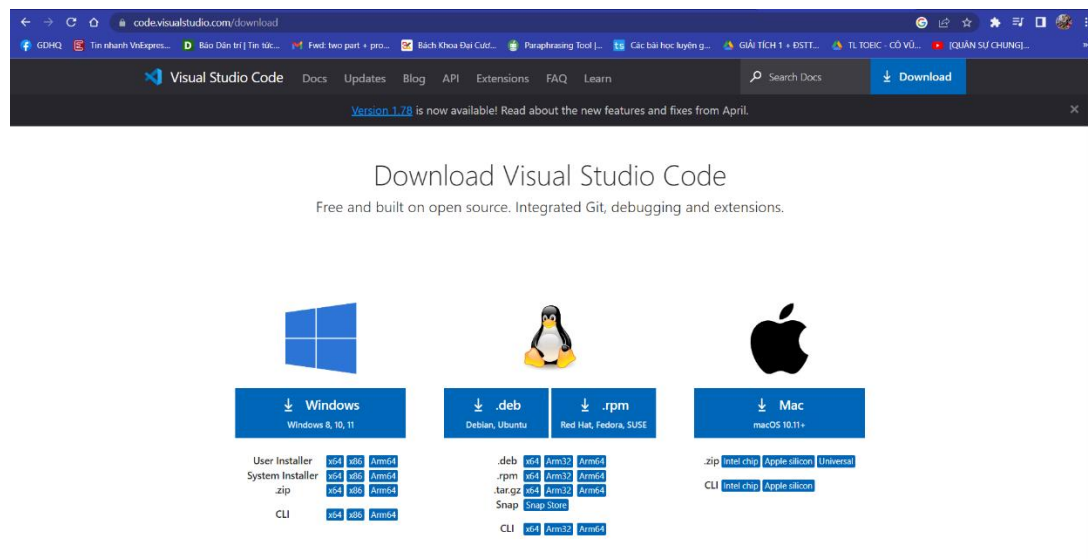 code.visualstudio.com/download
GDHQ Tin nhanh VnExpres... Báo Dân trí | Tin tức... Fwd: two part + pro... Bách Khoa Đại Cươ... Paraphrasing Tool |... Các bài học luyện g... GIẢI TÍCH 1 + ĐSTT... TL TOEIC - CÔ VŨ... [QUÂN SỰ CHUNG]...
Visual Studio Code Docs Updates Blog API Extensions FAQ Learn Search Docs Download
Version 1.78 is now available! Read about the new features and fixes from April.
Download Visual Studio Code
Free and built on open source. Integrated Git, debugging and extensions.
Windows
Windows 8, 10, 11
User Installer x64 x86 Arm64
System Installer x64 x86 Arm64
.zip x64 x86 Arm64
CLI x64 x86 Arm64
.deb
Debian, Ubuntu
.rpm
Red Hat, Fedora, SUSE
.deb x64 Arm32 Arm64
.rpm x64 Arm32 Arm64
.tar.gz x64 Arm32 Arm64
Snap Snap Store
CLI x64 Arm32 Arm64
Mac
macOS 10.11+
.zip Intel chip Apple silicon Universal
CLI Intel chip Apple silicon